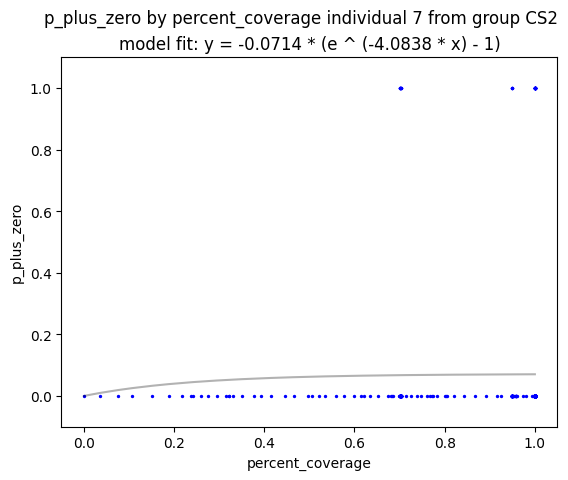 p_plus_zero by percent_coverage individual 7 from group CS2
model fit: y = -0.0714 * (e ^ (-4.0838 * x) - 1)
1.0
0.8
0.6
0.4
0.2
0.0
p_plus_zero
0.0 0.2 0.4 0.6 0.8 1.0
percent_coverage